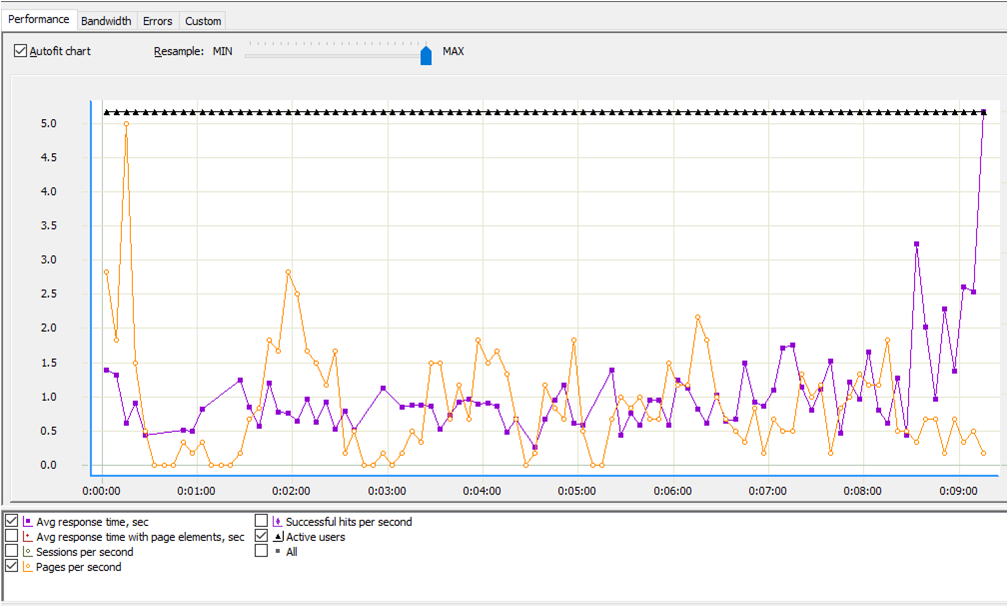 Performance Bandwidth Errors Custom
Autofit chart Resample: MIN MAX
5.0
4.5
4.0
3.5
3.0
2.5
2.0
1.5
1.0
0.5
0.0
0:00:00 0:01:00 0:02:00 0:03:00 0:04:00 0:05:00 0:06:00 0:07:00 0:08:00 0:09:00
Avg response time, sec Successful hits per second
Avg response time with page elements, sec Active users
Sessions per second All
Pages per second